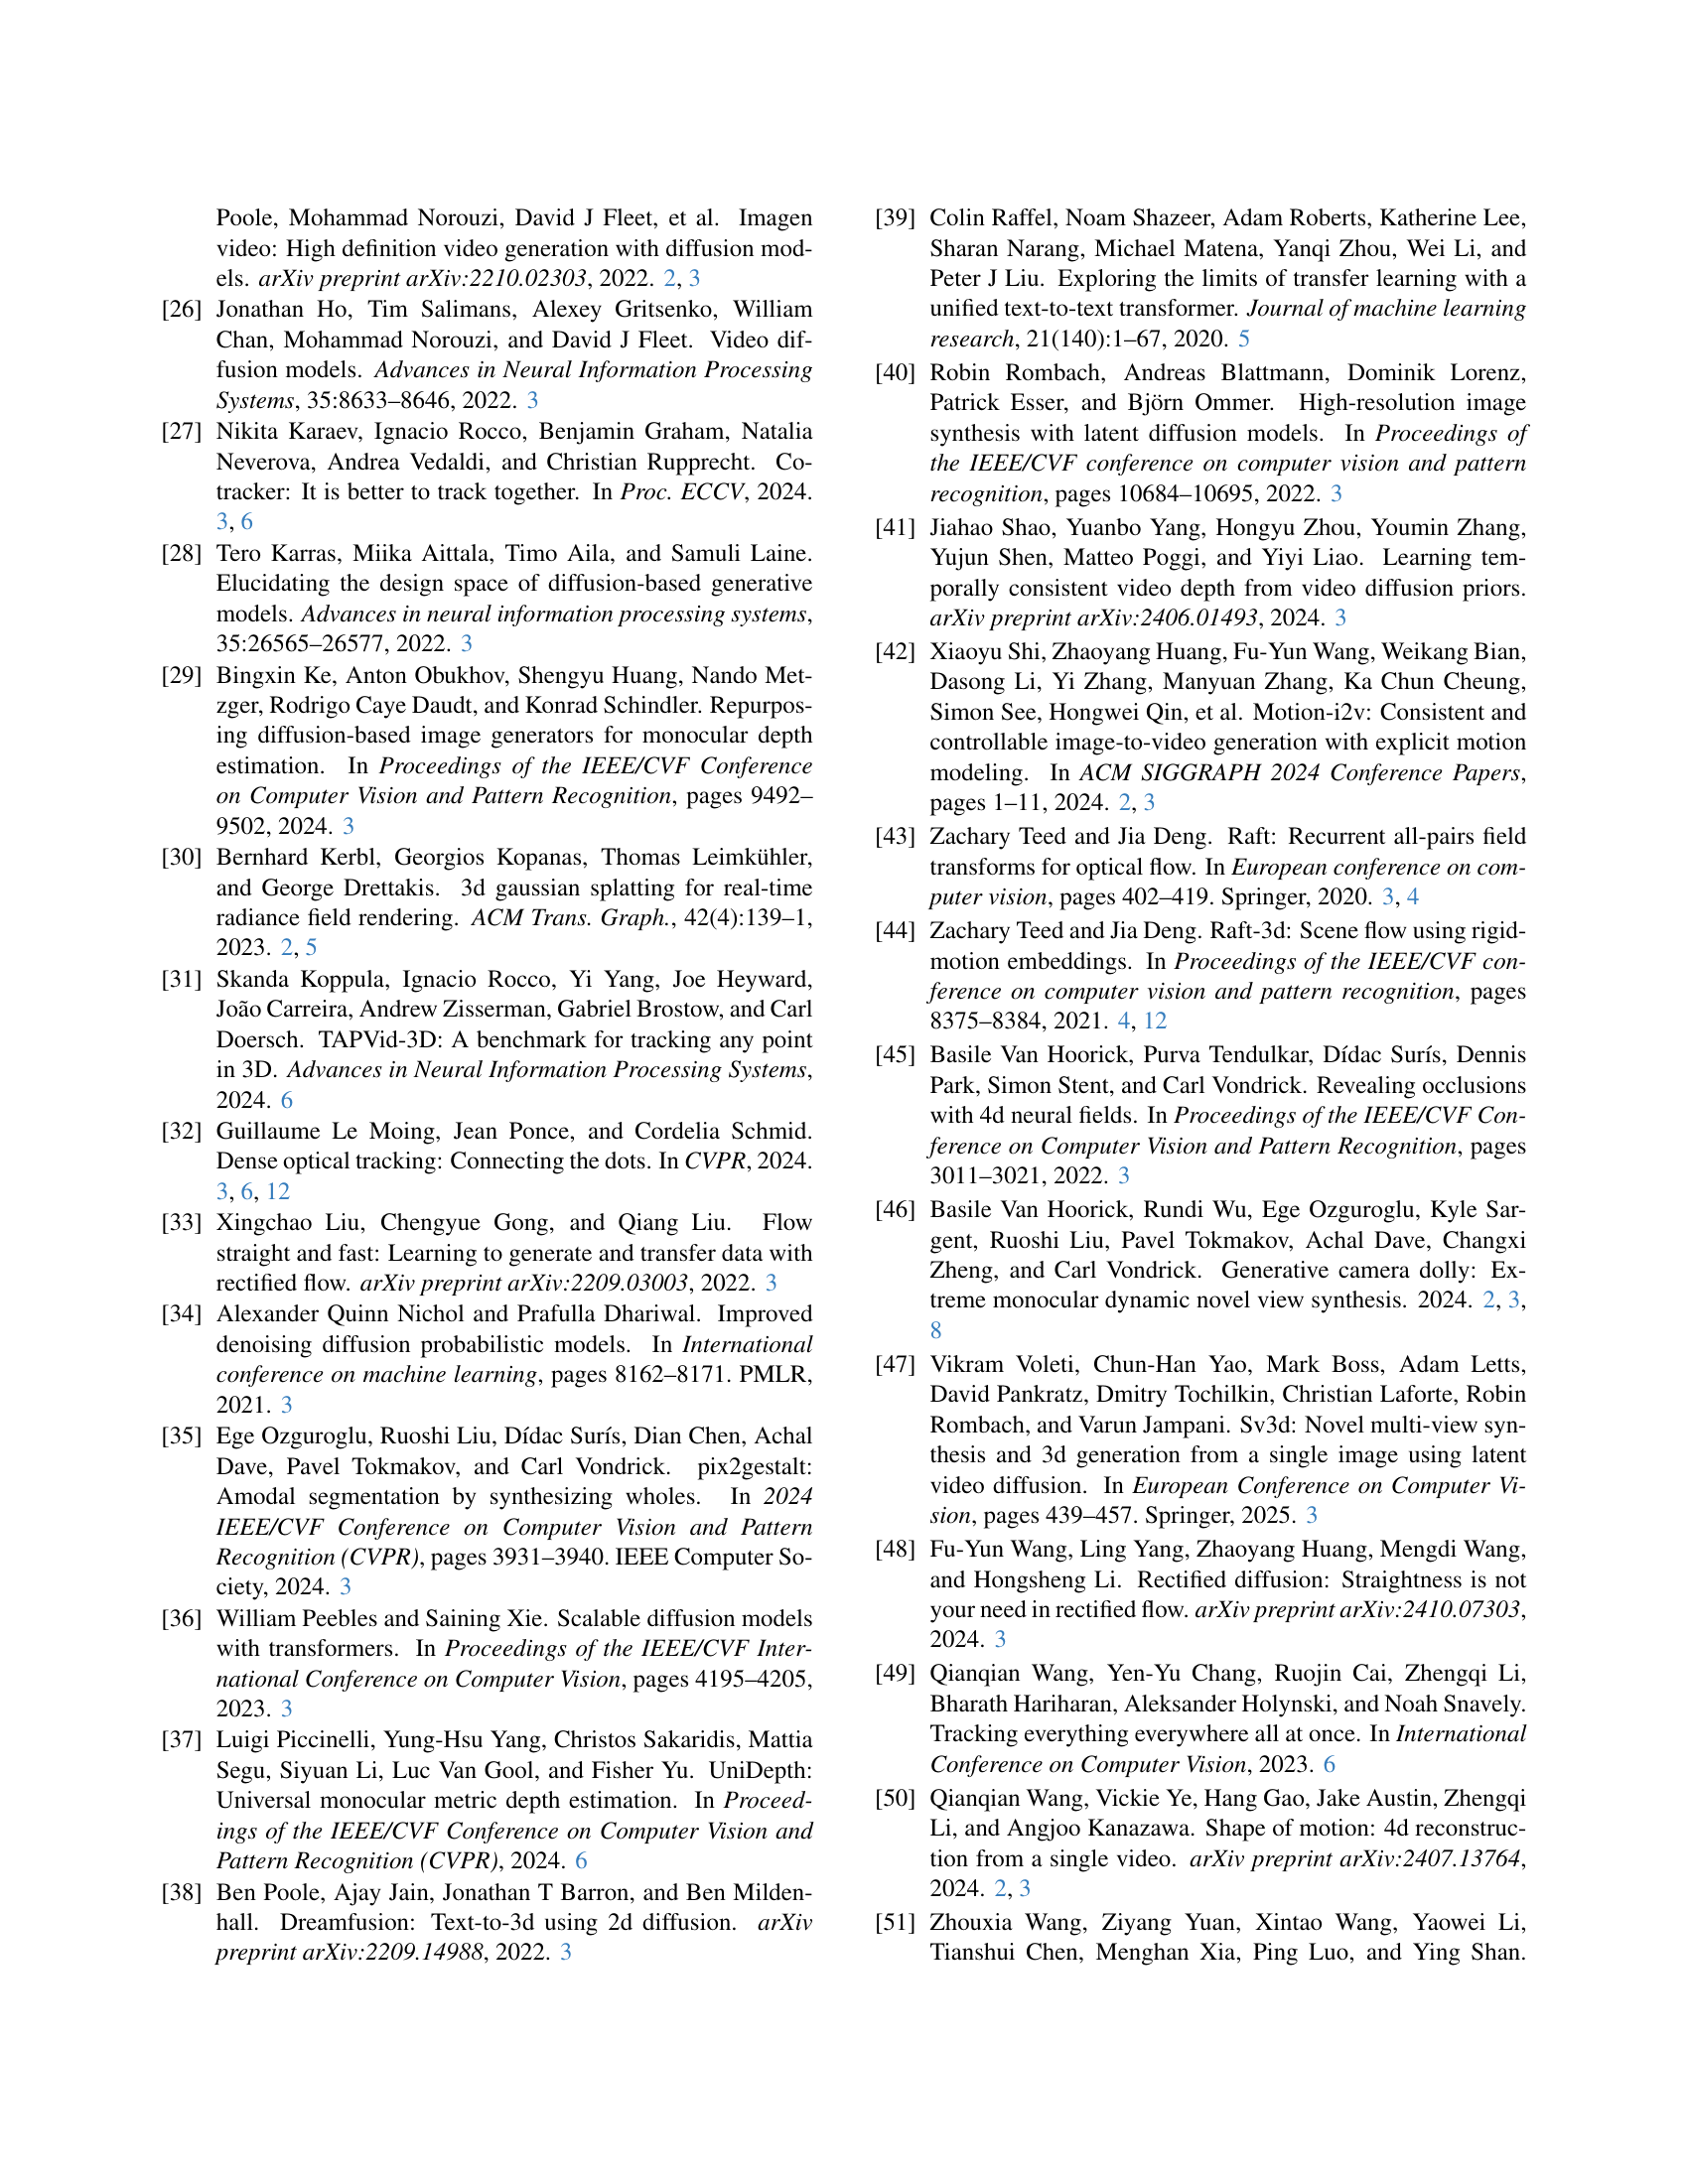 Poole, Mohammad Norouzi, David J Fleet, et al. Imagen
video: High definition video generation with diffusion mod-
els. arXiv preprint arXiv:2210.02303, 2022. 2, 3
[26] Jonathan Ho, Tim Salimans, Alexey Gritsenko, William
Chan, Mohammad Norouzi, and David J Fleet. Video dif-
fusion models. Advances in Neural Information Processing
Systems, 35:8633–8646, 2022. 3
[27] Nikita Karaev, Ignacio Rocco, Benjamin Graham, Natalia
Neverova, Andrea Vedaldi, and Christian Rupprecht. Co-
tracker: It is better to track together. In Proc. ECCV, 2024.
3, 6
[28] Tero Karras, Miika Aittala, Timo Aila, and Samuli Laine.
Elucidating the design space of diffusion-based generative
models. Advances in neural information processing systems,
35:26565–26577, 2022. 3
[29] Bingxin Ke, Anton Obukhov, Shengyu Huang, Nando Met-
zger, Rodrigo Caye Daudt, and Konrad Schindler. Repurpos-
ing diffusion-based image generators for monocular depth
estimation. In Proceedings of the IEEE/CVF Conference
on Computer Vision and Pattern Recognition, pages 9492–
9502, 2024. 3
[30] Bernhard Kerbl, Georgios Kopanas, Thomas Leimkühler,
and George Drettakis. 3d gaussian splatting for real-time
radiance field rendering. ACM Trans. Graph., 42(4):139–1,
2023. 2, 5
[31] Skanda Koppula, Ignacio Rocco, Yi Yang, Joe Heyward,
João Carreira, Andrew Zisserman, Gabriel Brostow, and Carl
Doersch. TAPVid-3D: A benchmark for tracking any point
in 3D. Advances in Neural Information Processing Systems,
2024. 6
[32] Guillaume Le Moing, Jean Ponce, and Cordelia Schmid.
Dense optical tracking: Connecting the dots. In CVPR, 2024.
3, 6, 12
[33] Xingchao Liu, Chengyue Gong, and Qiang Liu. Flow
straight and fast: Learning to generate and transfer data with
rectified flow. arXiv preprint arXiv:2209.03003, 2022. 3
[34] Alexander Quinn Nichol and Prafulla Dhariwal. Improved
denoising diffusion probabilistic models. In International
conference on machine learning, pages 8162–8171. PMLR,
2021. 3
[35] Ege Ozguroglu, Ruoshi Liu, Dídac Surís, Dian Chen, Achal
Dave, Pavel Tokmakov, and Carl Vondrick. pix2gestalt:
Amodal segmentation by synthesizing wholes. In 2024
IEEE/CVF Conference on Computer Vision and Pattern
Recognition (CVPR), pages 3931–3940. IEEE Computer So-
ciety, 2024. 3
[36] William Peebles and Saining Xie. Scalable diffusion models
with transformers. In Proceedings of the IEEE/CVF Inter-
national Conference on Computer Vision, pages 4195–4205,
2023. 3
[37] Luigi Piccinelli, Yung-Hsu Yang, Christos Sakaridis, Mattia
Segu, Siyuan Li, Luc Van Gool, and Fisher Yu. UniDepth:
Universal monocular metric depth estimation. In Proceed-
ings of the IEEE/CVF Conference on Computer Vision and
Pattern Recognition (CVPR), 2024. 6
[38] Ben Poole, Ajay Jain, Jonathan T Barron, and Ben Milden-
hall. Dreamfusion: Text-to-3d using 2d diffusion. arXiv
preprint arXiv:2209.14988, 2022. 3
[39] Colin Raffel, Noam Shazeer, Adam Roberts, Katherine Lee,
Sharan Narang, Michael Matena, Yanqi Zhou, Wei Li, and
Peter J Liu. Exploring the limits of transfer learning with a
unified text-to-text transformer. Journal of machine learning
research, 21(140):1–67, 2020. 5
[40] Robin Rombach, Andreas Blattmann, Dominik Lorenz,
Patrick Esser, and Björn Ommer. High-resolution image
synthesis with latent diffusion models. In Proceedings of
the IEEE/CVF conference on computer vision and pattern
recognition, pages 10684–10695, 2022. 3
[41] Jiahao Shao, Yuanbo Yang, Hongyu Zhou, Youmin Zhang,
Yujun Shen, Matteo Poggi, and Yiyi Liao. Learning tem-
porally consistent video depth from video diffusion priors.
arXiv preprint arXiv:2406.01493, 2024. 3
[42] Xiaoyu Shi, Zhaoyang Huang, Fu-Yun Wang, Weikang Bian,
Dasong Li, Yi Zhang, Manyuan Zhang, Ka Chun Cheung,
Simon See, Hongwei Qin, et al. Motion-i2v: Consistent and
controllable image-to-video generation with explicit motion
modeling. In ACM SIGGRAPH 2024 Conference Papers,
pages 1–11, 2024. 2, 3
[43] Zachary Teed and Jia Deng. Raft: Recurrent all-pairs field
transforms for optical flow. In European conference on com-
puter vision, pages 402–419. Springer, 2020. 3, 4
[44] Zachary Teed and Jia Deng. Raft-3d: Scene flow using rigid-
motion embeddings. In Proceedings of the IEEE/CVF con-
ference on computer vision and pattern recognition, pages
8375–8384, 2021. 4, 12
[45] Basile Van Hoorick, Purva Tendulkar, Dídac Surís, Dennis
Park, Simon Stent, and Carl Vondrick. Revealing occlusions
with 4d neural fields. In Proceedings of the IEEE/CVF Con-
ference on Computer Vision and Pattern Recognition, pages
3011–3021, 2022. 3
[46] Basile Van Hoorick, Rundi Wu, Ege Ozguroglu, Kyle Sar-
gent, Ruoshi Liu, Pavel Tokmakov, Achal Dave, Changxi
Zheng, and Carl Vondrick. Generative camera dolly: Ex-
treme monocular dynamic novel view synthesis. 2024. 2, 3,
8
[47] Vikram Voleti, Chun-Han Yao, Mark Boss, Adam Letts,
David Pankratz, Dmitry Tochilkin, Christian Laforte, Robin
Rombach, and Varun Jampani. Sv3d: Novel multi-view syn-
thesis and 3d generation from a single image using latent
video diffusion. In European Conference on Computer Vi-
sion, pages 439–457. Springer, 2025. 3
[48] Fu-Yun Wang, Ling Yang, Zhaoyang Huang, Mengdi Wang,
and Hongsheng Li. Rectified diffusion: Straightness is not
your need in rectified flow. arXiv preprint arXiv:2410.07303,
2024. 3
[49] Qianqian Wang, Yen-Yu Chang, Ruojin Cai, Zhengqi Li,
Bharath Hariharan, Aleksander Holynski, and Noah Snavely.
Tracking everything everywhere all at once. In International
Conference on Computer Vision, 2023. 6
[50] Qianqian Wang, Vickie Ye, Hang Gao, Jake Austin, Zhengqi
Li, and Angjoo Kanazawa. Shape of motion: 4d reconstruc-
tion from a single video. arXiv preprint arXiv:2407.13764,
2024. 2, 3
[51] Zhouxia Wang, Ziyang Yuan, Xintao Wang, Yaowei Li,
Tianshui Chen, Menghan Xia, Ping Luo, and Ying Shan.